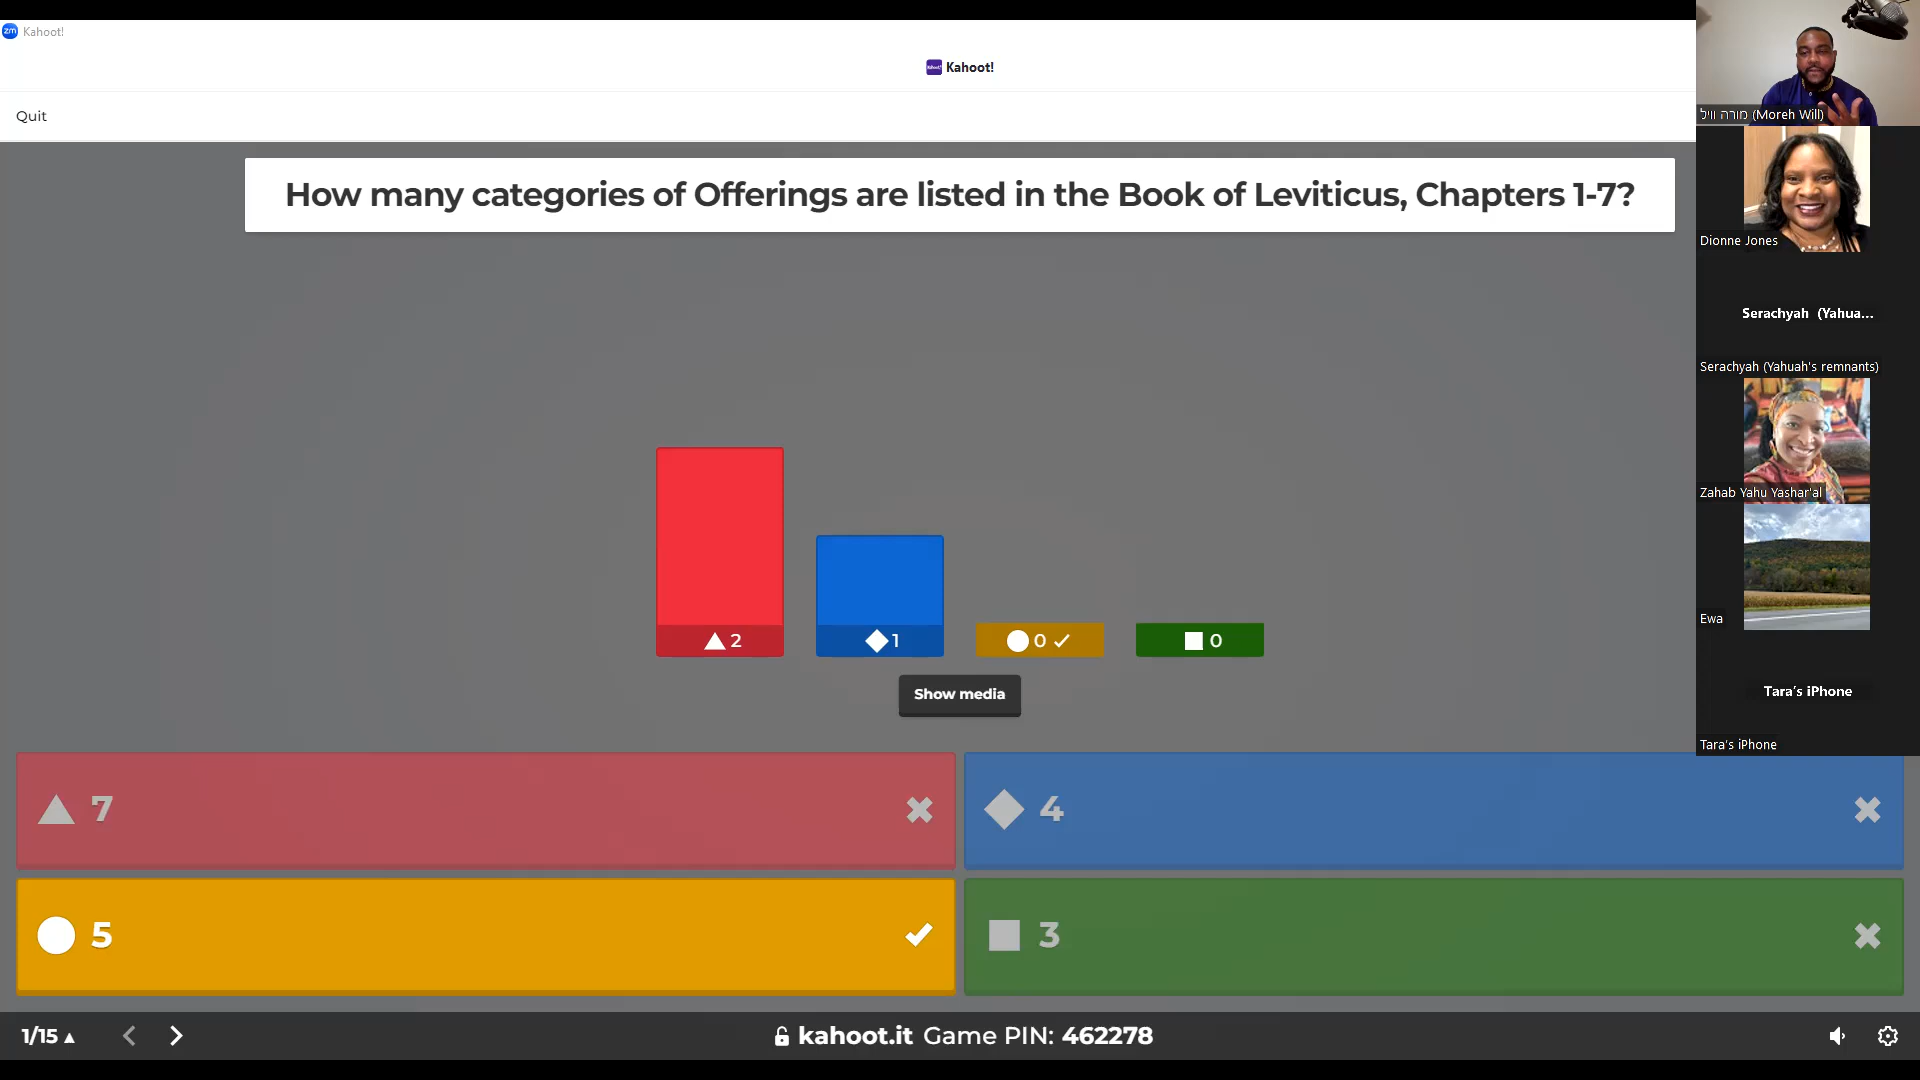 zm Kahoot!
Kahoot!
Quit
How many categories of Offerings are listed in the Book of Leviticus, Chapters 1-7?
2
1
0
0
Show media
7
4
5
3
1/15
kahoot.it Game PIN: 462278
מורה וויל (Moreh Will)
Dionne Jones
Serachyah (Yahua...
Serachyah (Yahuah's remnants)
Zahab Yahu Yashar'al
Ewa
Tara's iPhone
Tara's iPhone